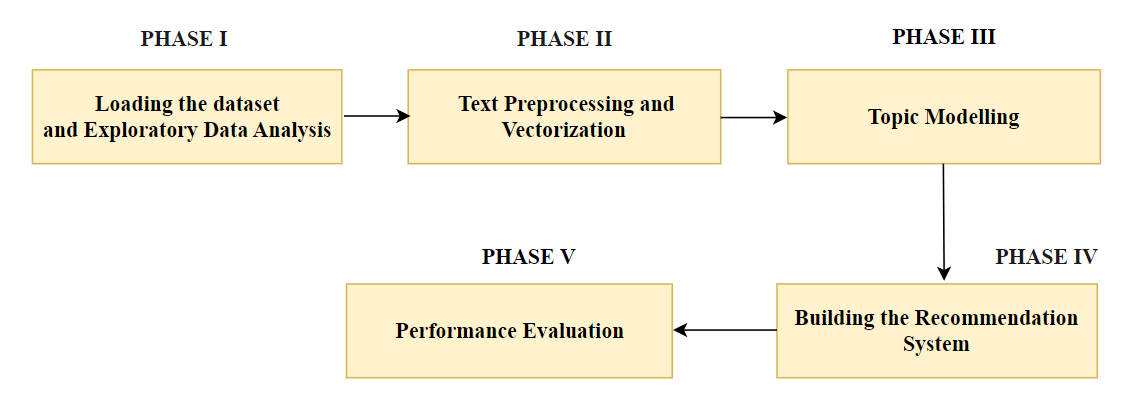 PHASE I
Loading the dataset
and Exploratory Data Analysis
PHASE II
Text Preprocessing and
Vectorization
PHASE III
Topic Modelling
PHASE IV
Building the Recommendation
System
PHASE V
Performance Evaluation